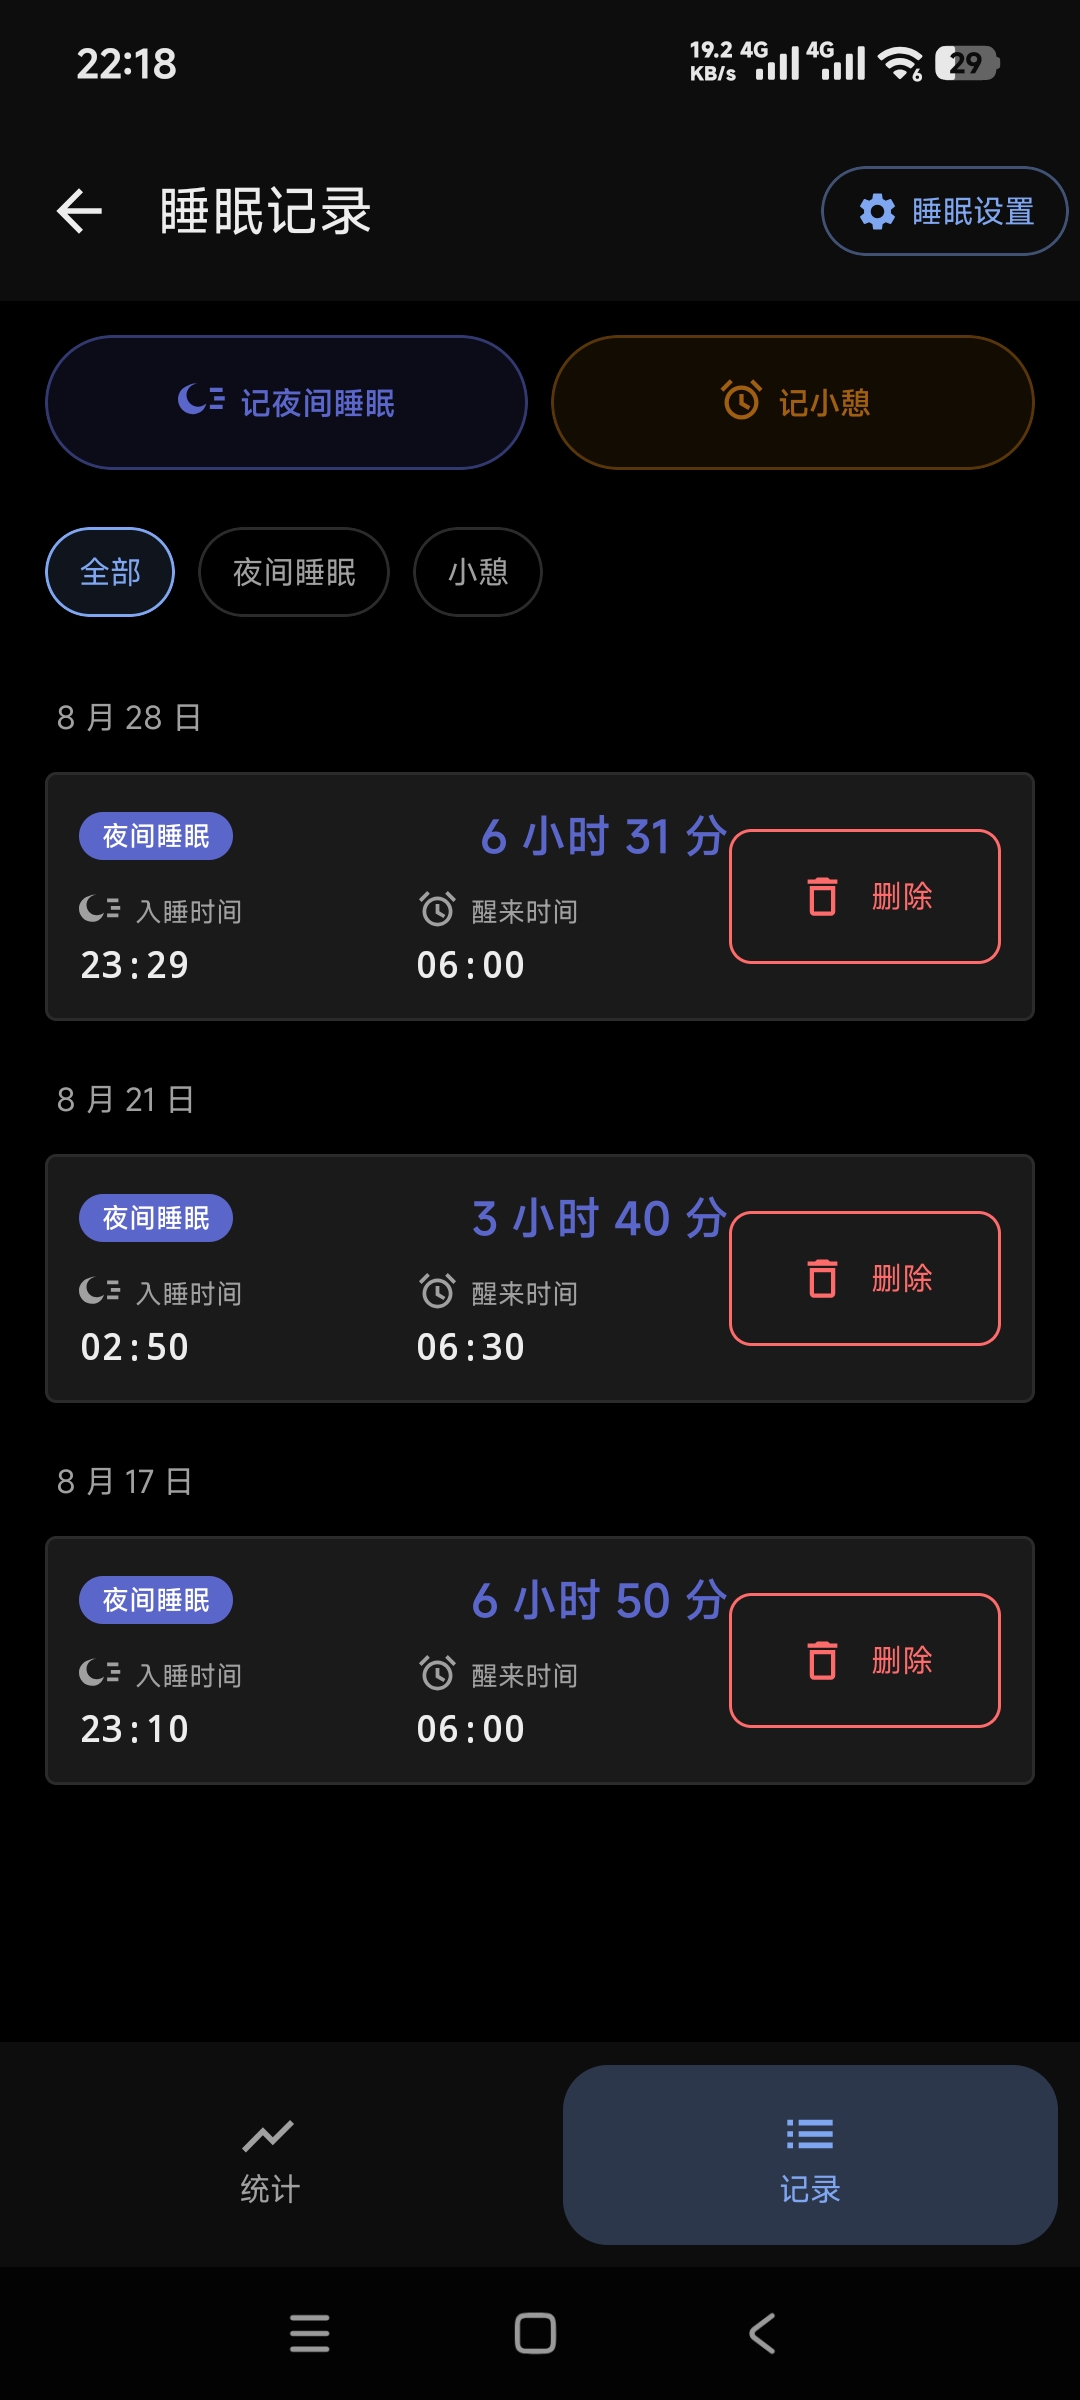 22:18
19.2 KB/s 4G 4G 6 29
睡眠记录
睡眠设置
记夜间睡眠 记小憩
全部 夜间睡眠 小憩
8 月 28 日
夜间睡眠 6 小时 31 分
删除
入睡时间 醒来时间
23:29 06:00
8 月 21 日
夜间睡眠 3 小时 40 分
删除
入睡时间 醒来时间
02:50 06:30
8 月 17 日
夜间睡眠 6 小时 50 分
删除
入睡时间 醒来时间
23:10 06:00
统计 记录